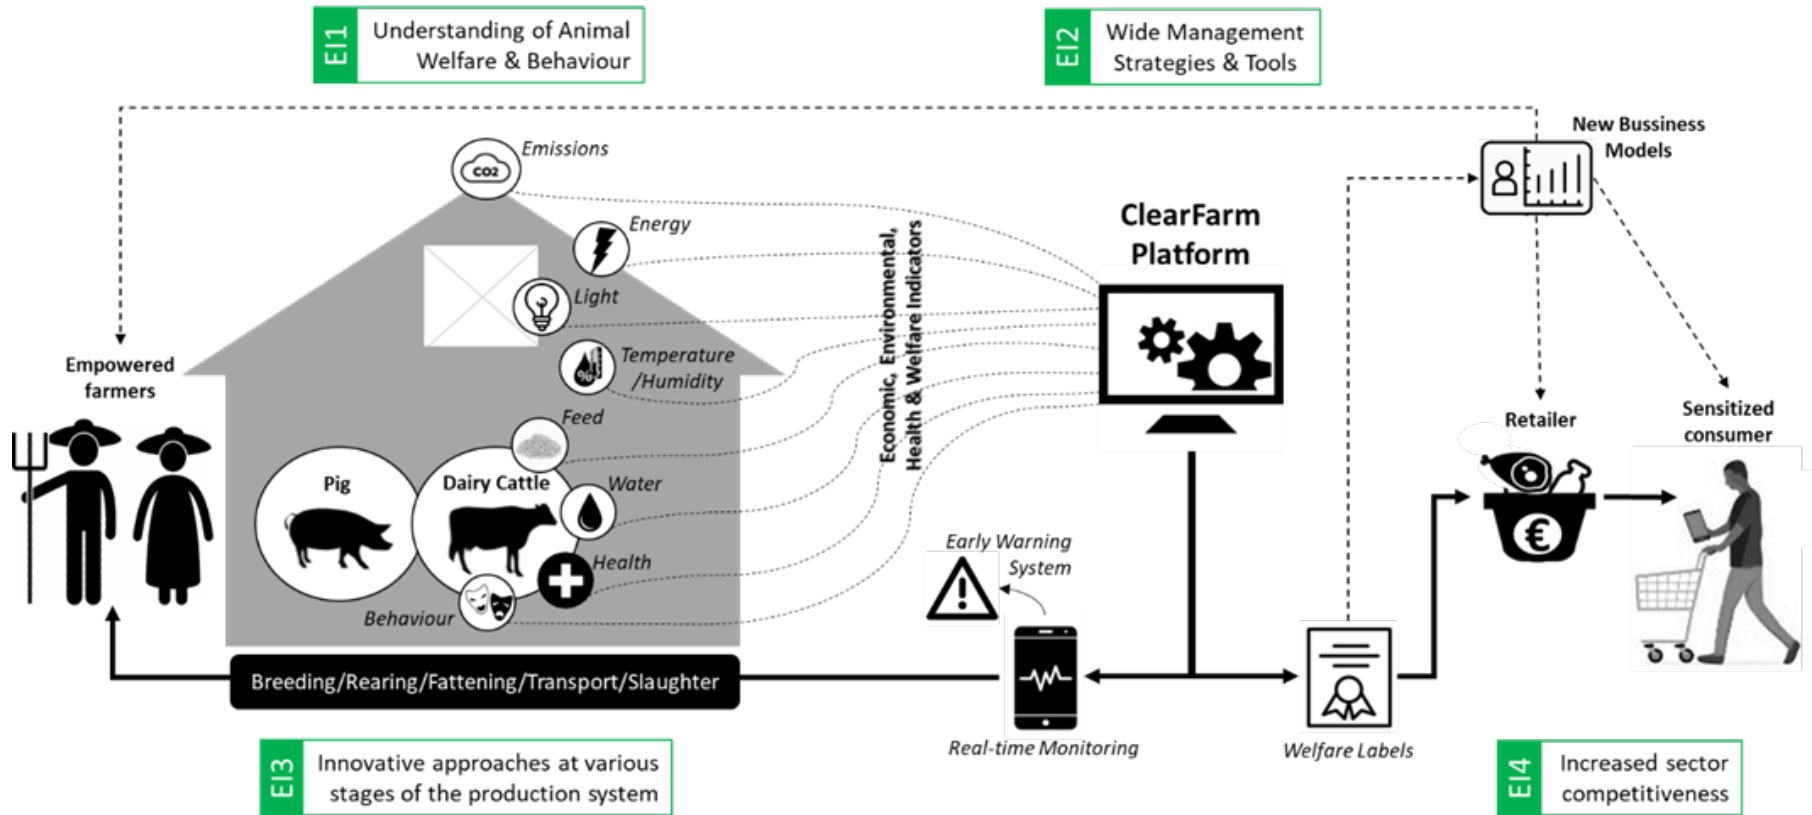 EI1
Understanding of Animal
Welfare & Behaviour
EI2
Wide Management
Strategies & Tools
New Bussiness
Models
Emissions
CO2
Energy
Light
Temperature
/Humidity
%
Feed
Water
Health
Behaviour
Pig
Dairy Cattle
Empowered
farmers
Economic, Environmental,
Health & Welfare Indicators
ClearFarm
Platform
Retailer
€
Sensitized
consumer
Early Warning
System
!
Breeding/Rearing/Fattening/Transport/Slaughter
Real-time Monitoring
Welfare Labels
EI3
Innovative approaches at various
stages of the production system
EI4
Increased sector
competitiveness